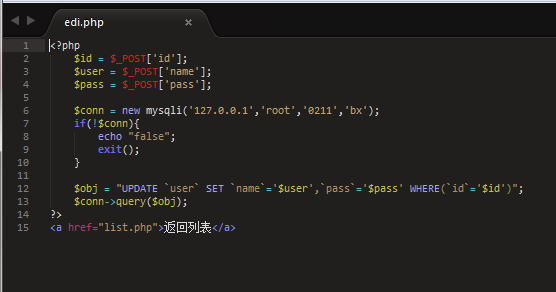 edi.php
1 <?php
2 $id = $_POST['id'];
3 $user = $_POST['name'];
4 $pass = $_POST['pass'];
5
6 $conn = new mysqli('127.0.0.1','root','0211','bx');
7 if(!$conn){
8 echo "false";
9 exit();
10 }
11
12 $obj = "UPDATE `user` SET `name`='$user',`pass`='$pass' WHERE(`id`='$id')";
13 $conn->query($obj);
14 ?>
15 <a href="list.php">返回列表</a>